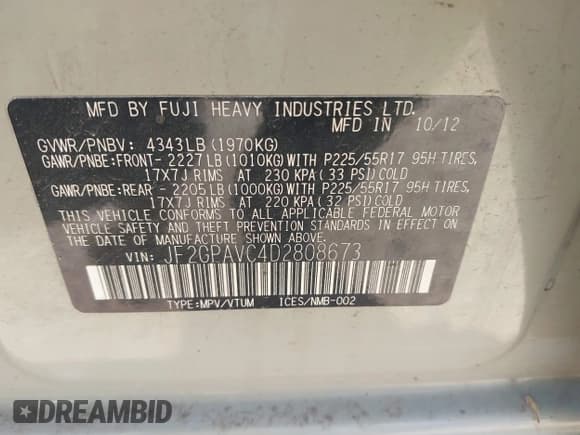 MFD BY FUJI HEAVY INDUSTRIES LTD.
MFD IN 10/12
GVWR/PNBV: 4343LB(1970KG)
GAWR/PNBE:FRONT- 2227LB(1010KG)WITH P225/55R17 95H TIRES,
17X7J RIMS AT 230 KPA(33 PSI)COLD
GAWR/PNBE:REAR - 2205LB(1000KG)WITH P225/55R17 95H TIRES,
17X7J RIMS AT 220 KPA(32 PSI)COLD
THIS VEHICLE CONFORMS TO ALL APPLICABLE FEDERAL MOTOR
VEHICLE SAFETY AND THEFT PREVENTION STANDARDS IN EFFECT ON
THE DATE OF MANUFACTURE SHOWN ABOVE.
VIN: JF2GPAVC4D2808673
TYPE:MPV/VTUM ICES/NMB-002
DREAMBID